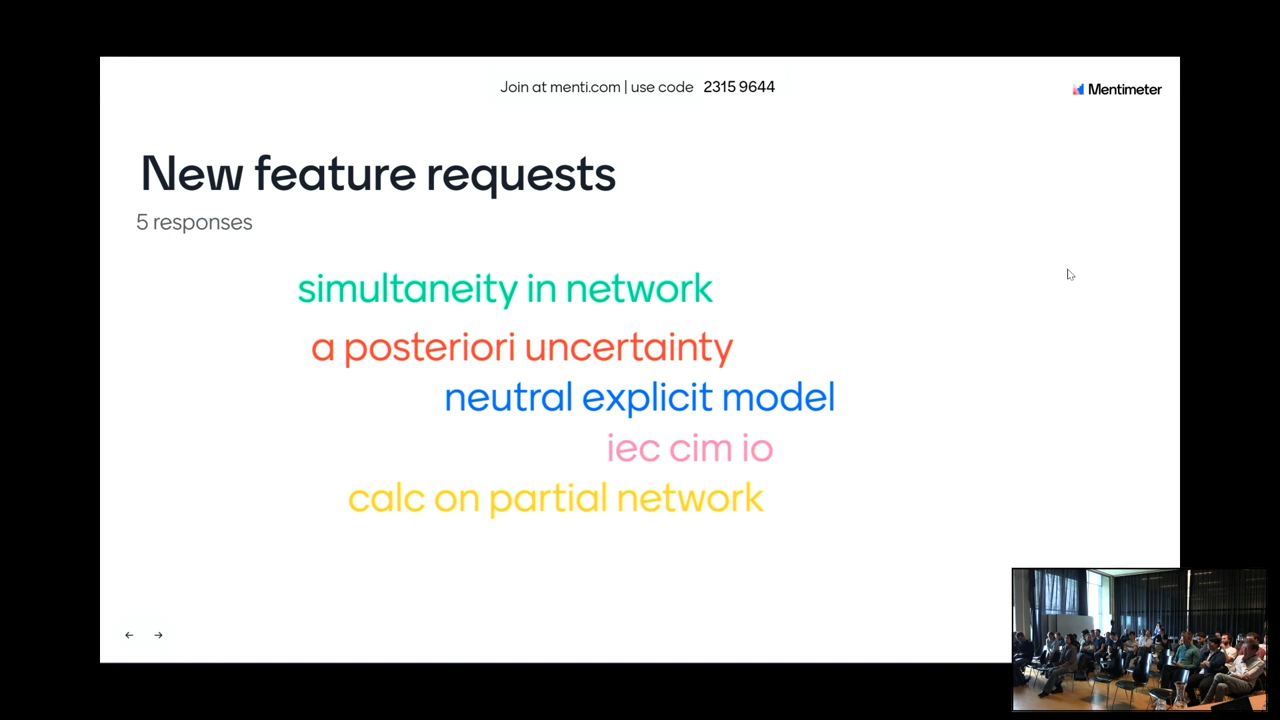 Join at menti.com | use code 2315 9644
Mentimeter
New feature requests
5 responses
simultaneity in network
a posteriori uncertainty
neutral explicit model
iec cim io
calc on partial network